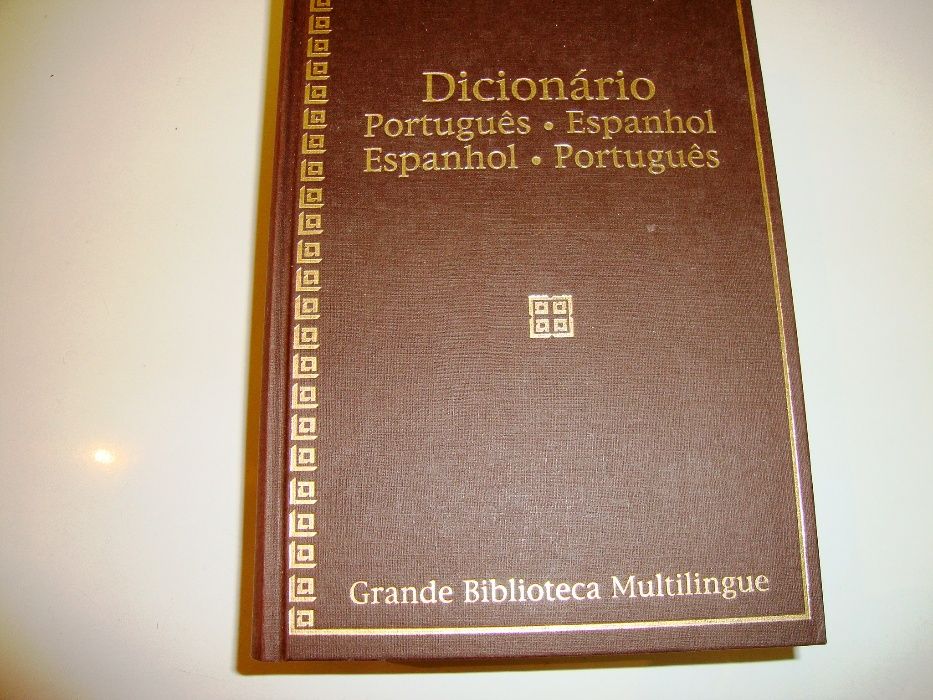 Dicionário
Português • Espanhol
Espanhol • Português
Grande Biblioteca Multilingue